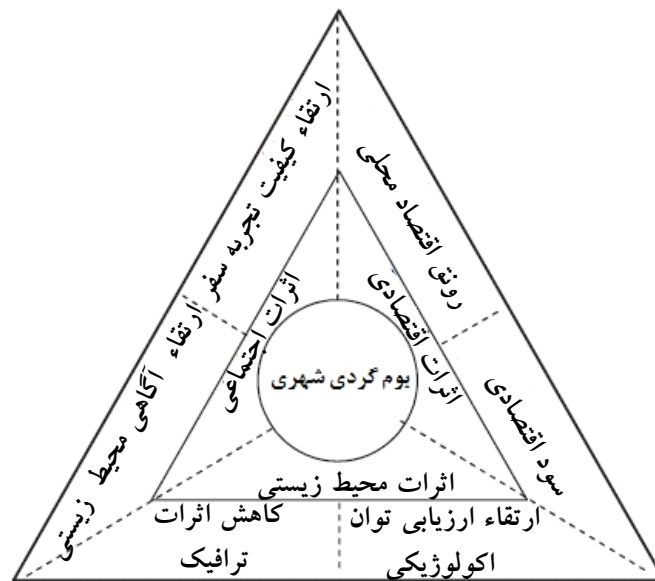 ارتقاء کیفیت تجربه سفر
ارتقاء آگاهی محیط زیستی
رونق اقتصاد محلی
سود اقتصادی
اثرات اجتماعی
اثرات اقتصادی
بوم گردی شهری
اثرات محیط زیستی
ارتقاء ارزیابی توان
اکولوژیکی
کاهش اثرات
ترافیک